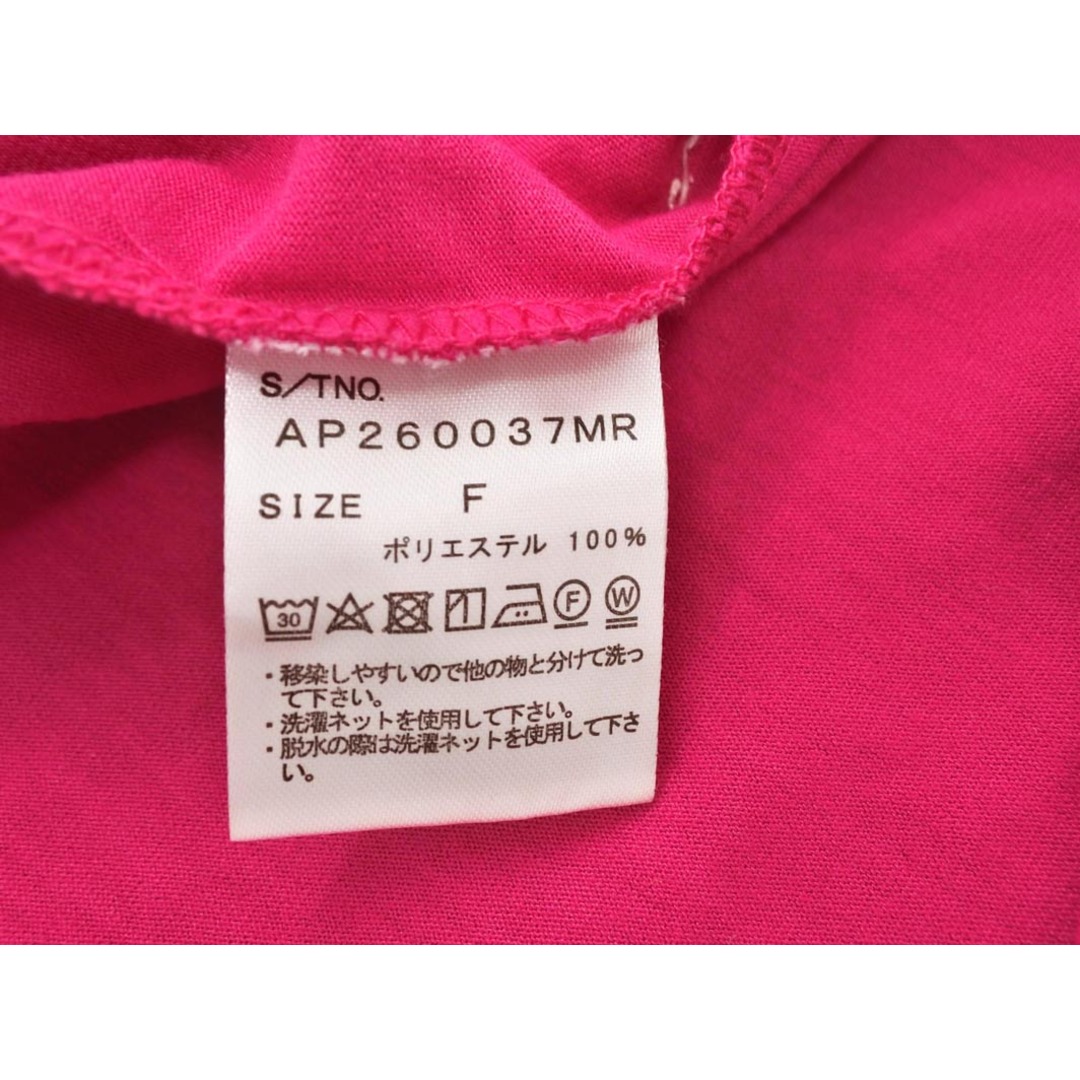 S/TNO.
AP260037MR
SIZE F
ポリエステル 100%
30 F W
・移染しやすいので他の物と分けて洗っ
て下さい。
・洗濯ネットを使用して下さい。
・脱水の際は洗濯ネットを使用して下さ
い。